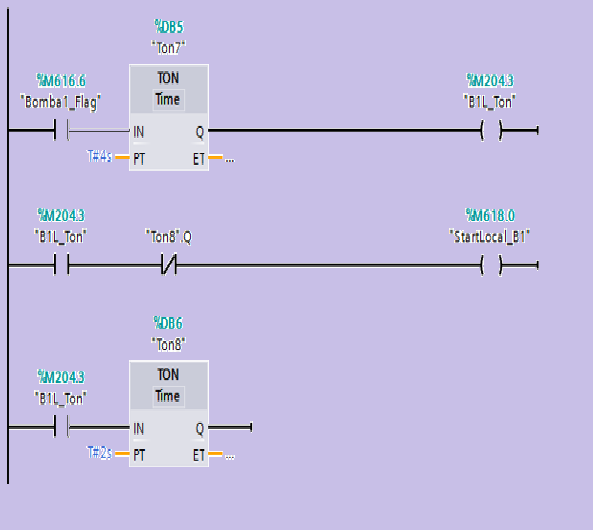 %DB5
"Ton7"
%M616.6
"Bomba1_Flag"
TON
Time
%M204.3
"B1L_Ton"
IN
Q
T#4s
PT
ET
...
%M204.3
"B1L_Ton"
"Ton8".Q
%M618.0
"StartLocal_B1"
%DB6
"Ton8"
%M204.3
"B1L_Ton"
TON
Time
IN
Q
T#2s
PT
ET
...